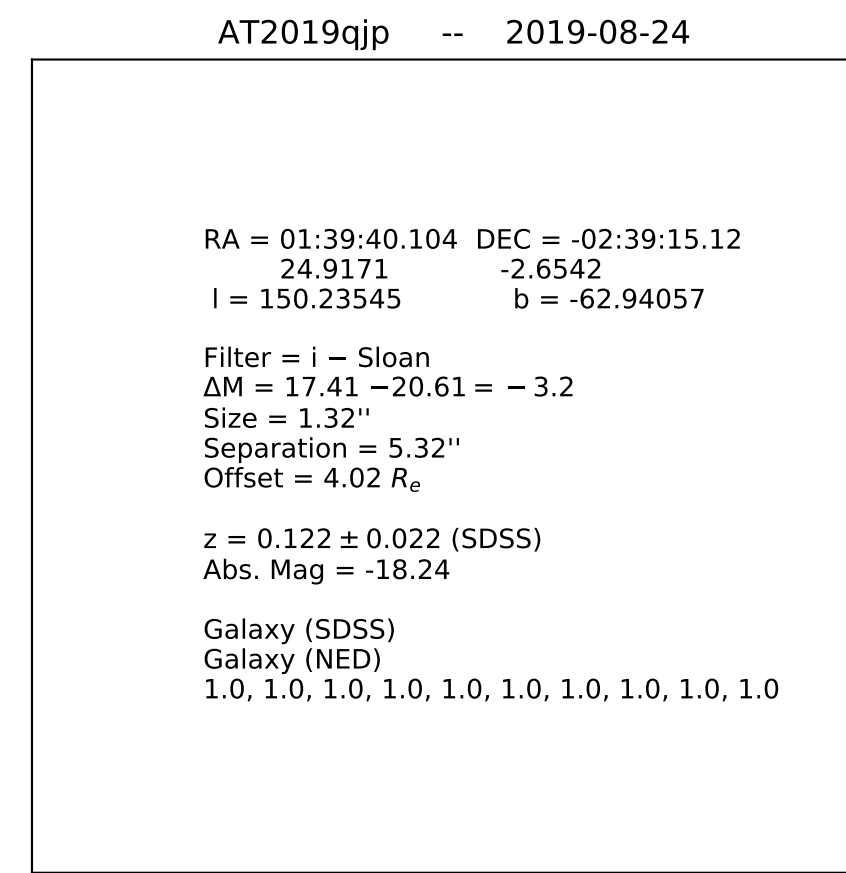 AT2019qjp -- 2019-08-24
RA = 01:39:40.104 DEC = -02:39:15.12
24.9171 -2.6542
l = 150.23545 b = -62.94057
Filter = i − Sloan
ΔM = 17.41 −20.61 = − 3.2
Size = 1.32''
Separation = 5.32''
Offset = 4.02 Rₑ
z = 0.122 ± 0.022 (SDSS)
Abs. Mag = -18.24
Galaxy (SDSS)
Galaxy (NED)
1.0, 1.0, 1.0, 1.0, 1.0, 1.0, 1.0, 1.0, 1.0, 1.0